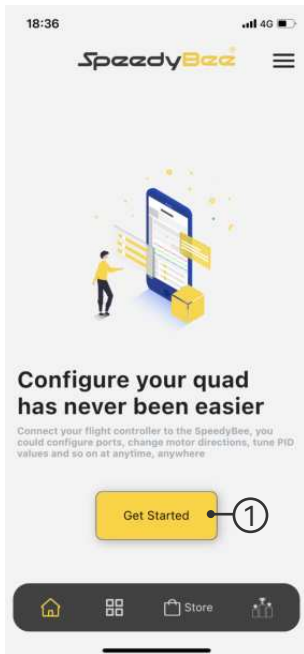 18:36
4G
SpeedyBee
Configure your quad
has never been easier
Connect your flight controller to the SpeedyBee, you
could configure ports, change motor directions, tune PID
values and so on at anytime, anywhere
Get Started
1
Store